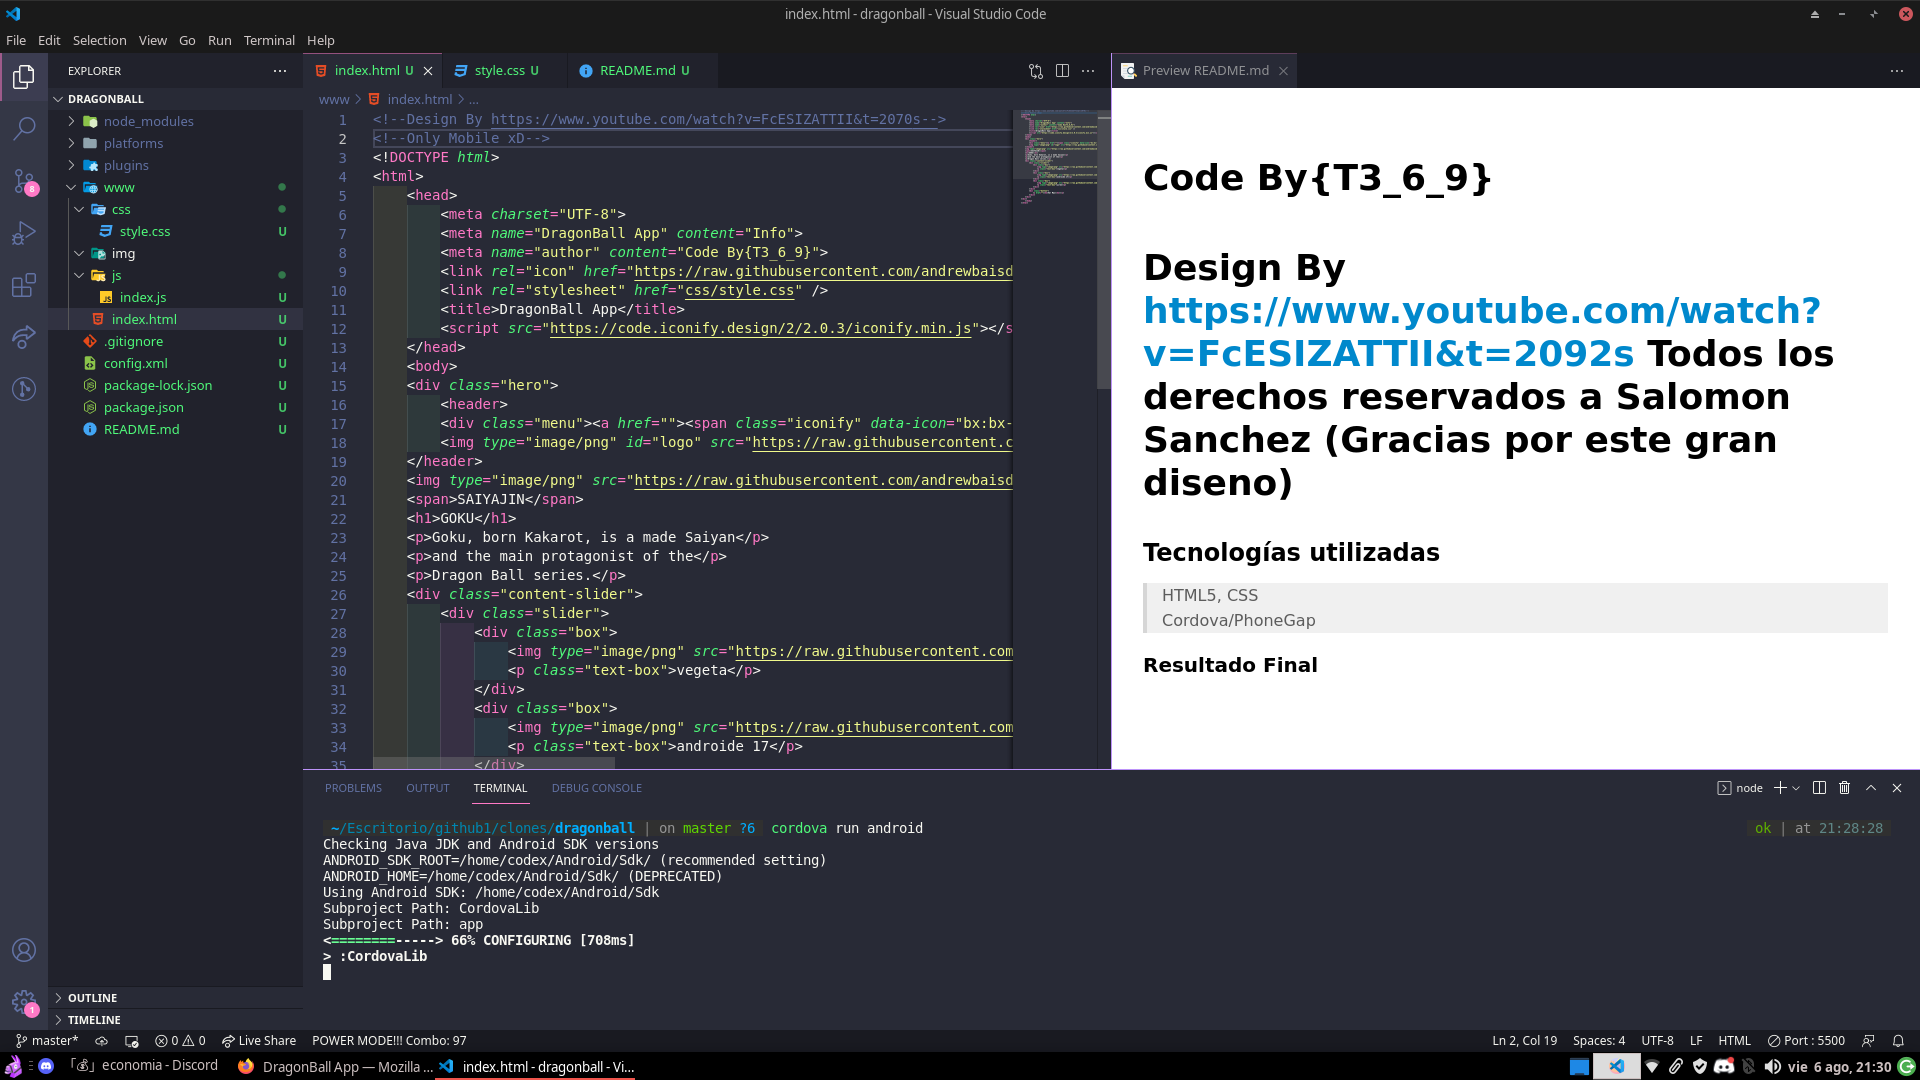 index.html - dragonball - Visual Studio Code
File Edit Selection View Go Run Terminal Help
EXPLORER
DRAGONBALL
node_modules
platforms
plugins
www
css
style.css U
img
js
index.js U
index.html U
.gitignore U
config.xml U
package-lock.json U
package.json U
README.md U
OUTLINE
TIMELINE
8
1
index.html U
style.css U
README.md U
www > index.html > ...
1 <!--Design By https://www.youtube.com/watch?v=FcESIZATTII&t=2070s-->
2 <!--Only Mobile xD-->
3 <!DOCTYPE html>
4 <html>
5 <head>
6 <meta charset="UTF-8">
7 <meta name="DragonBall App" content="Info">
8 <meta name="author" content="Code By{T3_6_9}">
9 <link rel="icon" href="https://raw.githubusercontent.com/andrewbaisd
10 <link rel="stylesheet" href="css/style.css" />
11 <title>DragonBall App</title>
12 <script src="https://code.iconify.design/2/2.0.3/iconify.min.js"></s
13 </head>
14 <body>
15 <div class="hero">
16 <header>
17 <div class="menu"><a href=""><span class="iconify" data-icon="bx:bx-
18 <img type="image/png" id="logo" src="https://raw.githubusercontent.c
19 </header>
20 <img type="image/png" src="https://raw.githubusercontent.com/andrewbaisd
21 <span>SAIYAJIN</span>
22 <h1>GOKU</h1>
23 <p>Goku, born Kakarot, is a made Saiyan</p>
24 <p>and the main protagonist of the</p>
25 <p>Dragon Ball series.</p>
26 <div class="content-slider">
27 <div class="slider">
28 <div class="box">
29 <img type="image/png" src="https://raw.githubusercontent.com
30 <p class="text-box">vegeta</p>
31 </div>
32 <div class="box">
33 <img type="image/png" src="https://raw.githubusercontent.com
34 <p class="text-box">androide 17</p>
35 </div>
Preview README.md
Code By{T3_6_9}
Design By
https://www.youtube.com/watch?
v=FcESIZATTII&t=2092s Todos los
derechos reservados a Salomon
Sanchez (Gracias por este gran
diseno)
Tecnologías utilizadas
HTML5, CSS
Cordova/PhoneGap
Resultado Final
PROBLEMS OUTPUT TERMINAL DEBUG CONSOLE
node
~/Escritorio/github1/clones/dragonball | on master ?6 cordova run android
ok | at 21:28:28
Checking Java JDK and Android SDK versions
ANDROID_SDK_ROOT=/home/codex/Android/Sdk/ (recommended setting)
ANDROID_HOME=/home/codex/Android/Sdk/ (DEPRECATED)
Using Android SDK: /home/codex/Android/Sdk
Subproject Path: CordovaLib
Subproject Path: app
<========-----> 66% CONFIGURING [708ms]
> :CordovaLib
master* 0 0 Live Share POWER MODE!!! Combo: 97
Ln 2, Col 19 Spaces: 4 UTF-8 LF HTML Port : 5500
「💰」economia - Discord
DragonBall App — Mozilla ...
index.html - dragonball - Vi...
vie 6 ago, 21:30